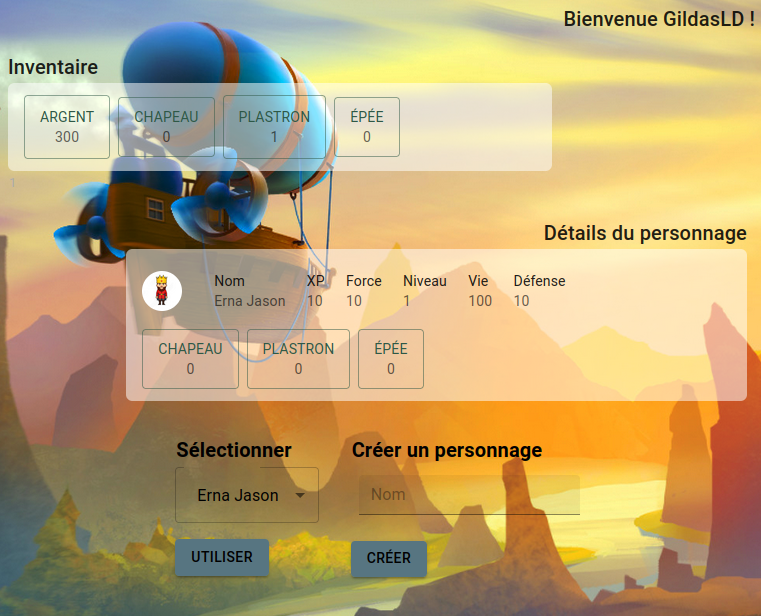 Bienvenue GildasLD !
Inventaire
ARGENT CHAPEAU PLASTRON ÉPÉE
300 0 1 0
1
Détails du personnage
Nom XP Force Niveau Vie Défense
Erna Jason 10 10 1 100 10
CHAPEAU PLASTRON ÉPÉE
0 0 0
Sélectionner Créer un personnage
Erna Jason Nom
UTILISER CRÉER